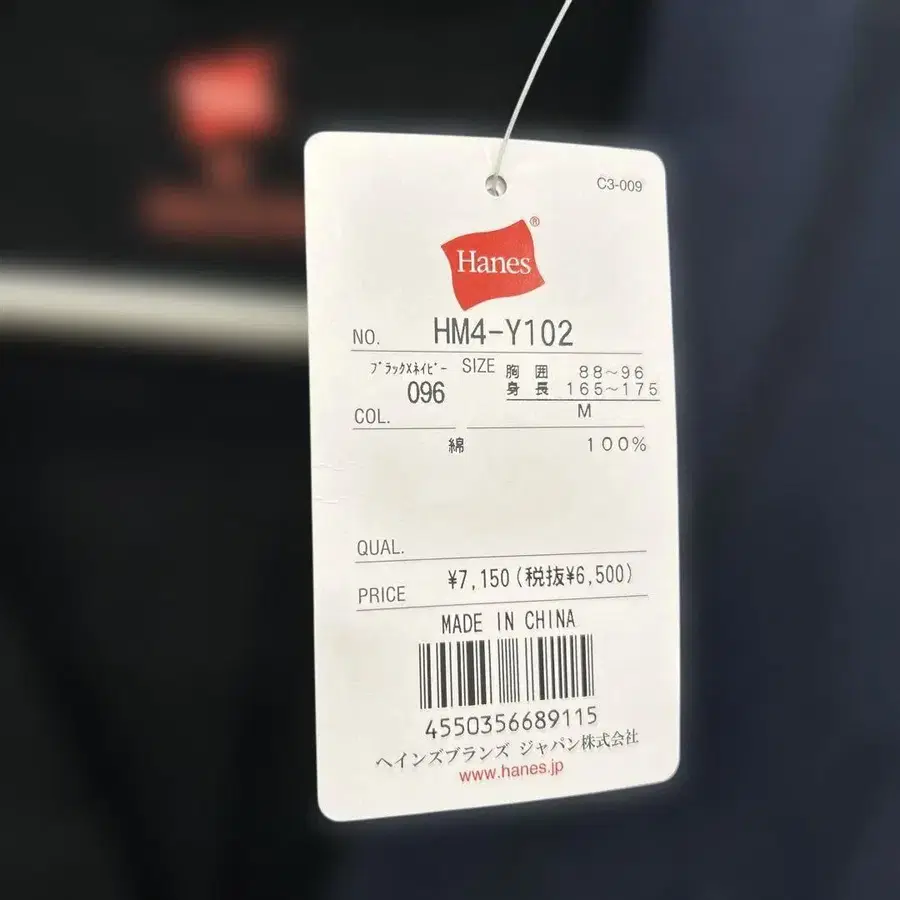 C3-009
Hanes®
NO. HM4-Y102
ブラックXネイビー
096
COL.
SIZE 胸囲 88~96
身長 165~175
M
綿 100%
QUAL.
¥7,150(税抜¥6,500)
PRICE
MADE IN CHINA
4550356689115
ヘインズブランズ ジャパン株式会社
www.hanes.jp